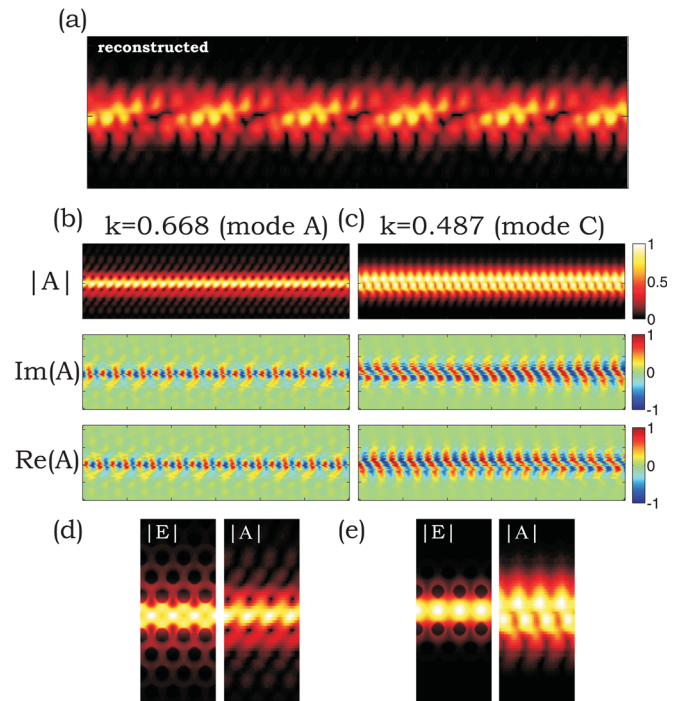 (a)
reconstructed
(b) k=0.668 (mode A) (c) k=0.487 (mode C)
|A|
1
0.5
0
Im(A)
1
0
-1
Re(A)
1
0
-1
(d) |E| |A| (e) |E| |A|